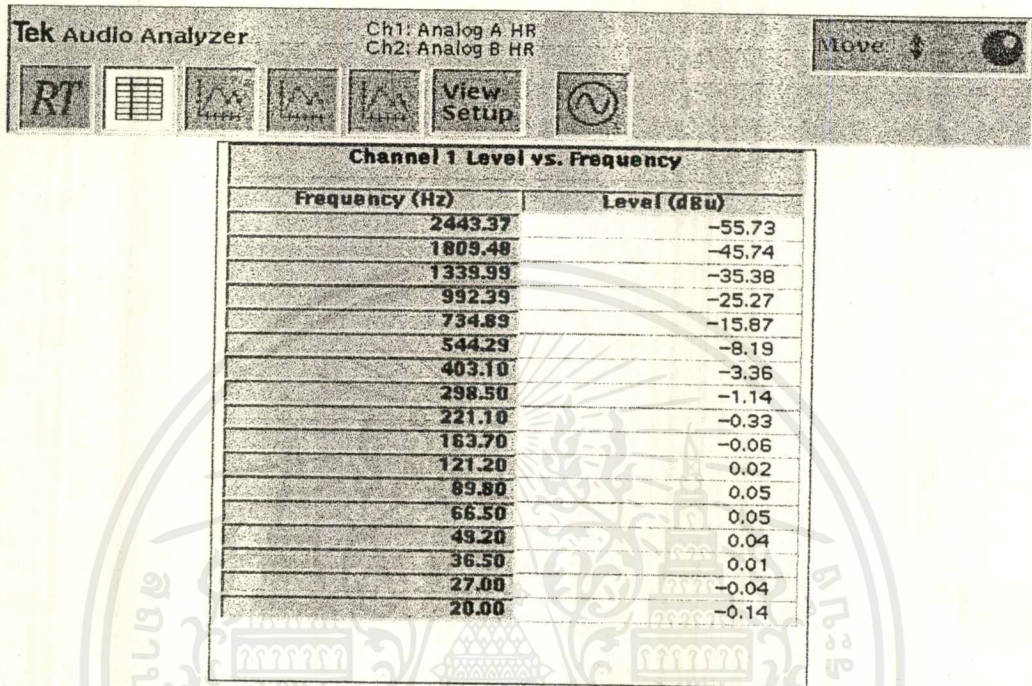 Tek Audio Analyzer
Ch1: Analog A HR
Ch2: Analog B HR
Move
RT
View Setup
Channel 1 Level vs. Frequency
Frequency (Hz) Level (dBu)
2443.37 -55.73
1809.48 -45.74
1339.99 -35.38
992.39 -25.27
734.89 -15.87
544.29 -8.19
403.10 -3.36
298.50 -1.14
221.10 -0.33
163.70 -0.06
121.20 0.02
89.80 0.05
66.50 0.05
49.20 0.04
36.50 0.01
27.00 -0.04
20.00 -0.14